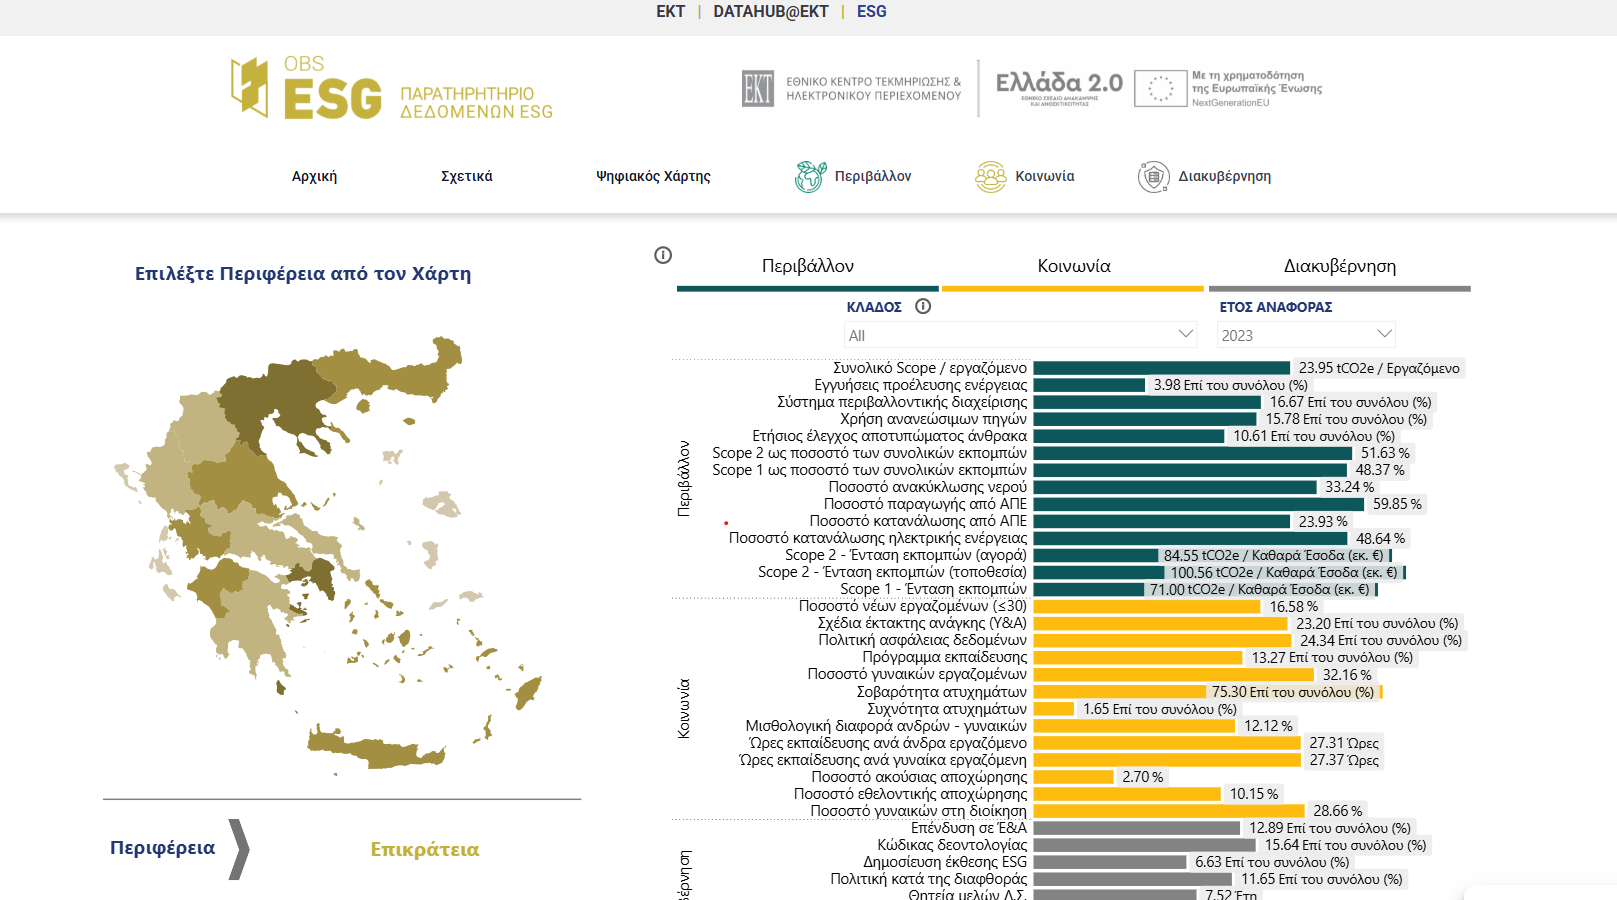 ΕΚΤ | DATAHUB@EKT | ESG
OBS
ESG
ΠΑΡΑΤΗΡΗΤΗΡΙΟ
ΔΕΔΟΜΕΝΩΝ ESG
ΕΚΤ
ΕΘΝΙΚΟ ΚΕΝΤΡΟ ΤΕΚΜΗΡΙΩΣΗΣ &
ΗΛΕΚΤΡΟΝΙΚΟΥ ΠΕΡΙΕΧΟΜΕΝΟΥ
Ελλάδα 2.0
ΕΘΝΙΚΟ ΣΧΕΔΙΟ ΑΝΑΚΑΜΨΗΣ
ΚΑΙ ΑΝΘΕΚΤΙΚΟΤΗΤΑΣ
Με τη χρηματοδότηση
της Ευρωπαϊκής Ένωσης
NextGenerationEU
Αρχική
Σχετικά
Ψηφιακός Χάρτης
Περιβάλλον
Κοινωνία
Διακυβέρνηση
Επιλέξτε Περιφέρεια από τον Χάρτη
Περιφέρεια
Επικράτεια
Περιβάλλον
Κοινωνία
Διακυβέρνηση
ΚΛΑΔΟΣ
All
ΕΤΟΣ ΑΝΑΦΟΡΑΣ
2023
Περιβάλλον
Συνολικό Scope / εργαζόμενο 23.95 tCO2e / Εργαζόμενο
Εγγυήσεις προέλευσης ενέργειας 3.98 Επί του συνόλου (%)
Σύστημα περιβαλλοντικής διαχείρισης 16.67 Επί του συνόλου (%)
Χρήση ανανεώσιμων πηγών 15.78 Επί του συνόλου (%)
Ετήσιος έλεγχος αποτυπώματος άνθρακα 10.61 Επί του συνόλου (%)
Scope 2 ως ποσοστό των συνολικών εκπομπών 51.63 %
Scope 1 ως ποσοστό των συνολικών εκπομπών 48.37 %
Ποσοστό ανακύκλωσης νερού 33.24 %
Ποσοστό παραγωγής από ΑΠΕ 59.85 %
Ποσοστό κατανάλωσης από ΑΠΕ 23.93 %
Ποσοστό κατανάλωσης ηλεκτρικής ενέργειας 48.64 %
Scope 2 - Ένταση εκπομπών (αγορά) 84.55 tCO2e / Καθαρά Έσοδα (εκ. €)
Scope 2 - Ένταση εκπομπών (τοποθεσία) 100.56 tCO2e / Καθαρά Έσοδα (εκ. €)
Scope 1 - Ένταση εκπομπών 71.00 tCO2e / Καθαρά Έσοδα (εκ. €)
Κοινωνία
Ποσοστό νέων εργαζομένων (≤30) 16.58 %
Σχέδια έκτακτης ανάγκης (Υ&Α) 23.20 Επί του συνόλου (%)
Πολιτική ασφάλειας δεδομένων 24.34 Επί του συνόλου (%)
Πρόγραμμα εκπαίδευσης 13.27 Επί του συνόλου (%)
Ποσοστό γυναικών εργαζομένων 32.16 %
Σοβαρότητα ατυχημάτων 75.30 Επί του συνόλου (%)
Συχνότητα ατυχημάτων 1.65 Επί του συνόλου (%)
Μισθολογική διαφορά ανδρών - γυναικών 12.12 %
Ώρες εκπαίδευσης ανά άνδρα εργαζόμενο 27.31 Ώρες
Ώρες εκπαίδευσης ανά γυναίκα εργαζόμενη 27.37 Ώρες
Ποσοστό ακούσιας αποχώρησης 2.70 %
Ποσοστό εθελοντικής αποχώρησης 10.15 %
Ποσοστό γυναικών στη διοίκηση 28.66 %
βέρνηση
Επένδυση σε Έ&Α 12.89 Επί του συνόλου (%)
Κώδικας δεοντολογίας 15.64 Επί του συνόλου (%)
Δημοσίευση έκθεσης ESG 6.63 Επί του συνόλου (%)
Πολιτική κατά της διαφθοράς 11.65 Επί του συνόλου (%)
Θητεία μελών Δ.Σ. 7.52 Έτη